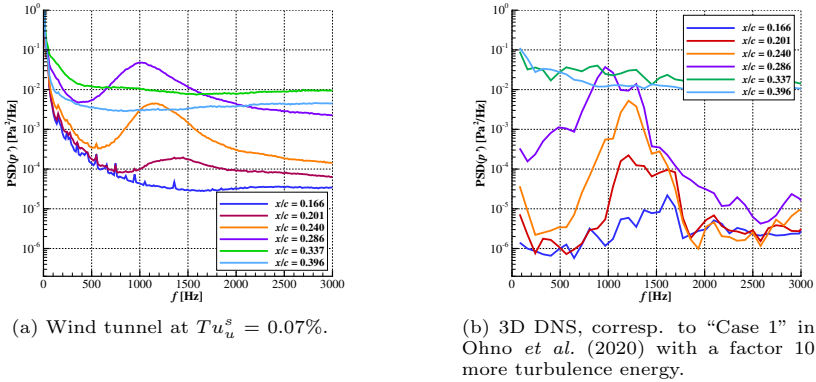 10⁰
10⁻¹
10⁻²
10⁻³
10⁻⁴
10⁻⁵
10⁻⁶
PSD(p') [Pa²/Hz]
x/c = 0.166
x/c = 0.201
x/c = 0.240
x/c = 0.286
x/c = 0.337
x/c = 0.396
0 500 1000 1500 2000 2500 3000
f [Hz]
(a) Wind tunnel at Tuᵤˢ = 0.07%.
10⁰
10⁻¹
10⁻²
10⁻³
10⁻⁴
10⁻⁵
10⁻⁶
PSD(p') [Pa²/Hz]
x/c = 0.166
x/c = 0.201
x/c = 0.240
x/c = 0.286
x/c = 0.337
x/c = 0.396
0 500 1000 1500 2000 2500 3000
f [Hz]
(b) 3D DNS, corresp. to “Case 1” in
Ohno et al. (2020) with a factor 10
more turbulence energy.